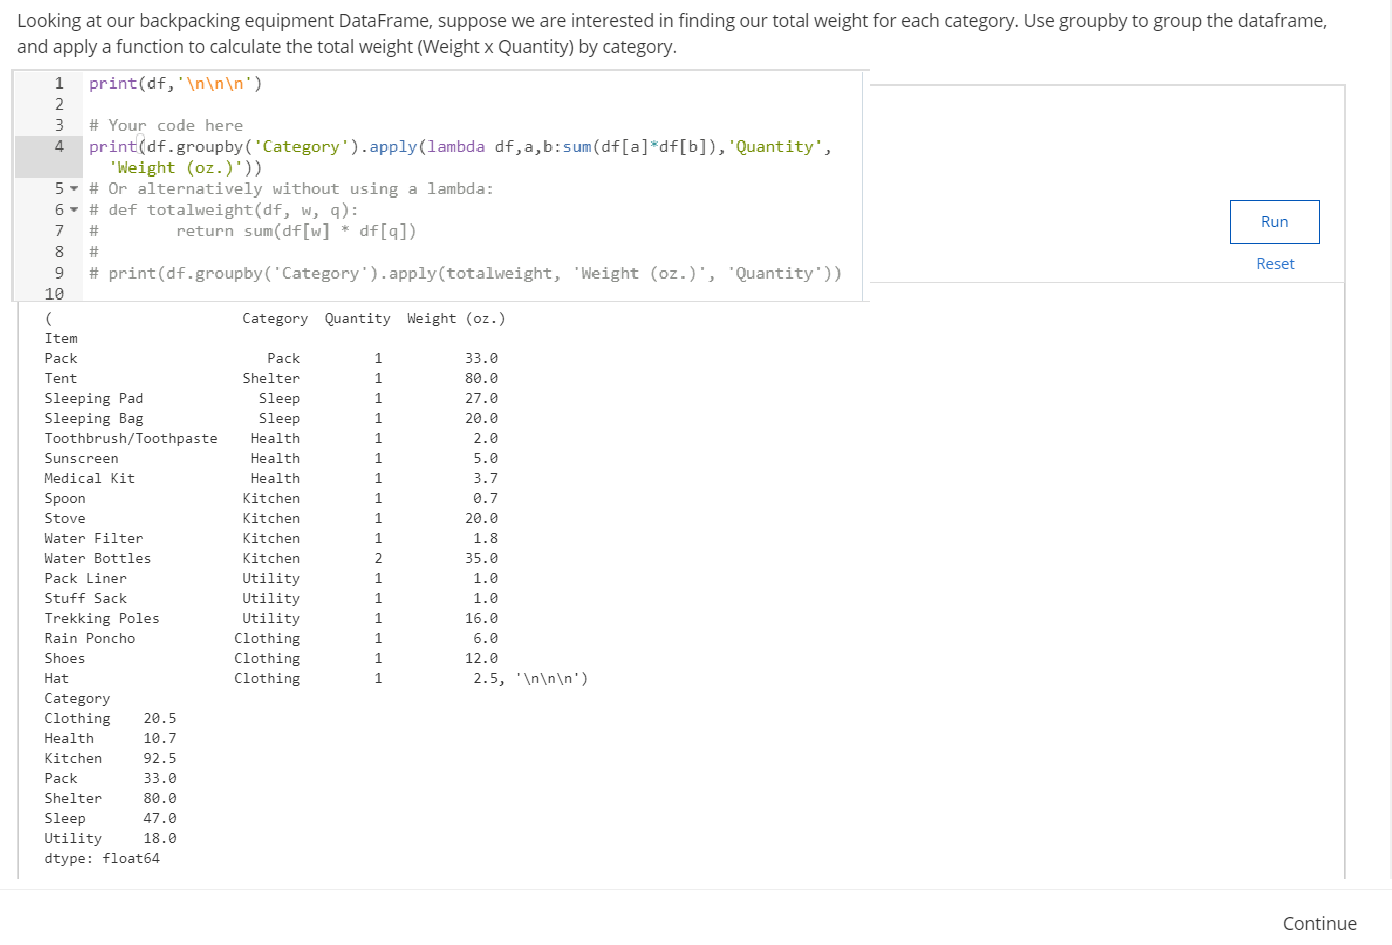 Looking at our backpacking equipment DataFrame, suppose we are interested in finding our total weight for each category. Use groupby to group the dataframe,
and apply a function to calculate the total weight (Weight x Quantity) by category.
1 print(df,'\n\n\n')
2
3 # Your code here
4 print(df.groupby('Category').apply(lambda df,a,b:sum(df[a]*df[b]),'Quantity',
'Weight (oz.)'))
5 # Or alternatively without using a lambda:
6 # def totalweight(df, w, q):
7 #        return sum(df[w] * df[q])
8 #
9 # print(df.groupby('Category').apply(totalweight, 'Weight (oz.)', 'Quantity'))
10
Run
Reset
(                       Category  Quantity  Weight (oz.)
Item
Pack                       Pack         1          33.0
Tent                    Shelter         1          80.0
Sleeping Pad              Sleep         1          27.0
Sleeping Bag              Sleep         1          20.0
Toothbrush/Toothpaste    Health         1           2.0
Sunscreen                Health         1           5.0
Medical Kit              Health         1           3.7
Spoon                   Kitchen         1           0.7
Stove                   Kitchen         1          20.0
Water Filter            Kitchen         1           1.8
Water Bottles           Kitchen         2          35.0
Pack Liner              Utility         1           1.0
Stuff Sack              Utility         1           1.0
Trekking Poles          Utility         1          16.0
Rain Poncho            Clothing         1           6.0
Shoes                  Clothing         1          12.0
Hat                    Clothing         1           2.5, '\n\n\n')
Category
Clothing    20.5
Health      10.7
Kitchen     92.5
Pack        33.0
Shelter     80.0
Sleep       47.0
Utility     18.0
dtype: float64
Continue